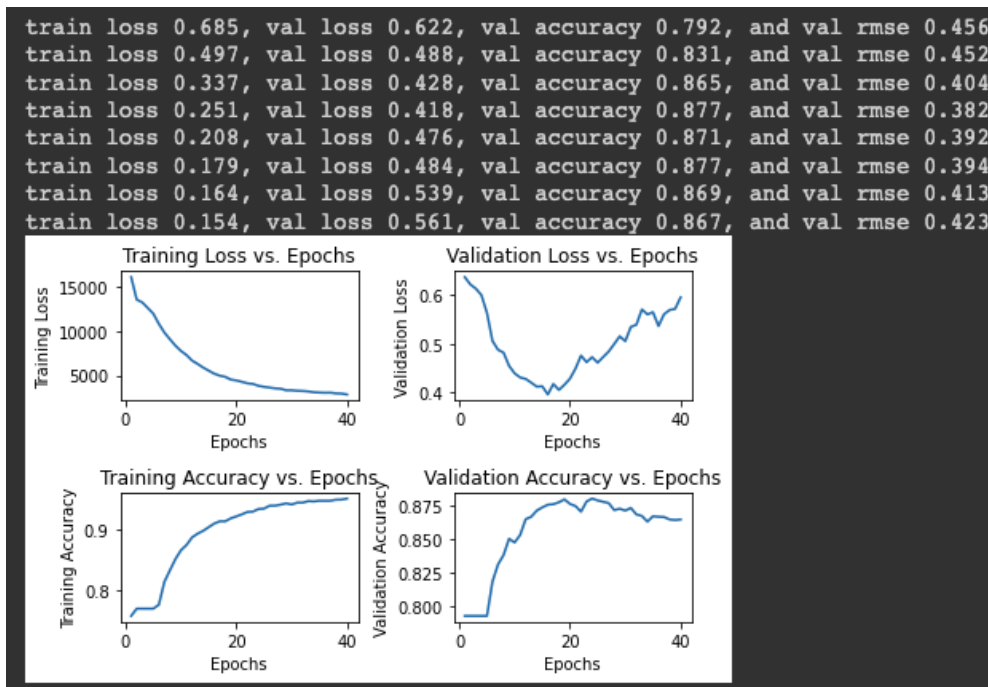 train loss 0.685, val loss 0.622, val accuracy 0.792, and val rmse 0.456
train loss 0.497, val loss 0.488, val accuracy 0.831, and val rmse 0.452
train loss 0.337, val loss 0.428, val accuracy 0.865, and val rmse 0.404
train loss 0.251, val loss 0.418, val accuracy 0.877, and val rmse 0.382
train loss 0.208, val loss 0.476, val accuracy 0.871, and val rmse 0.392
train loss 0.179, val loss 0.484, val accuracy 0.877, and val rmse 0.394
train loss 0.164, val loss 0.539, val accuracy 0.869, and val rmse 0.413
train loss 0.154, val loss 0.561, val accuracy 0.867, and val rmse 0.423
Training Loss vs. Epochs
Training Loss
15000
10000
5000
0 20 40
Epochs
Validation Loss vs. Epochs
Validation Loss
0.6
0.5
0.4
0 20 40
Epochs
Training Accuracy vs. Epochs
Training Accuracy
0.9
0.8
0 20 40
Epochs
Validation Accuracy vs. Epochs
Validation Accuracy
0.875
0.850
0.825
0.800
0 20 40
Epochs